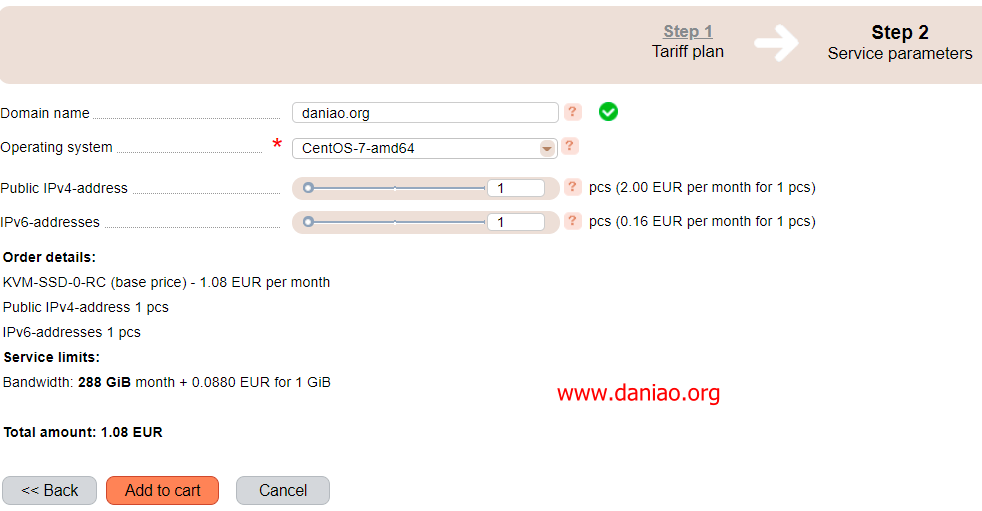 Step 1
Tariff plan
Step 2
Service parameters
Domain name daniao.org ?
Operating system * CentOS-7-amd64 ?
Public IPv4-address 1 ? pcs (2.00 EUR per month for 1 pcs)
IPv6-addresses 1 ? pcs (0.16 EUR per month for 1 pcs)
Order details:
KVM-SSD-0-RC (base price) - 1.08 EUR per month
Public IPv4-address 1 pcs
IPv6-addresses 1 pcs
Service limits:
Bandwidth: 288 GiB month + 0.0880 EUR for 1 GiB
www.daniao.org
Total amount: 1.08 EUR
<< Back Add to cart Cancel